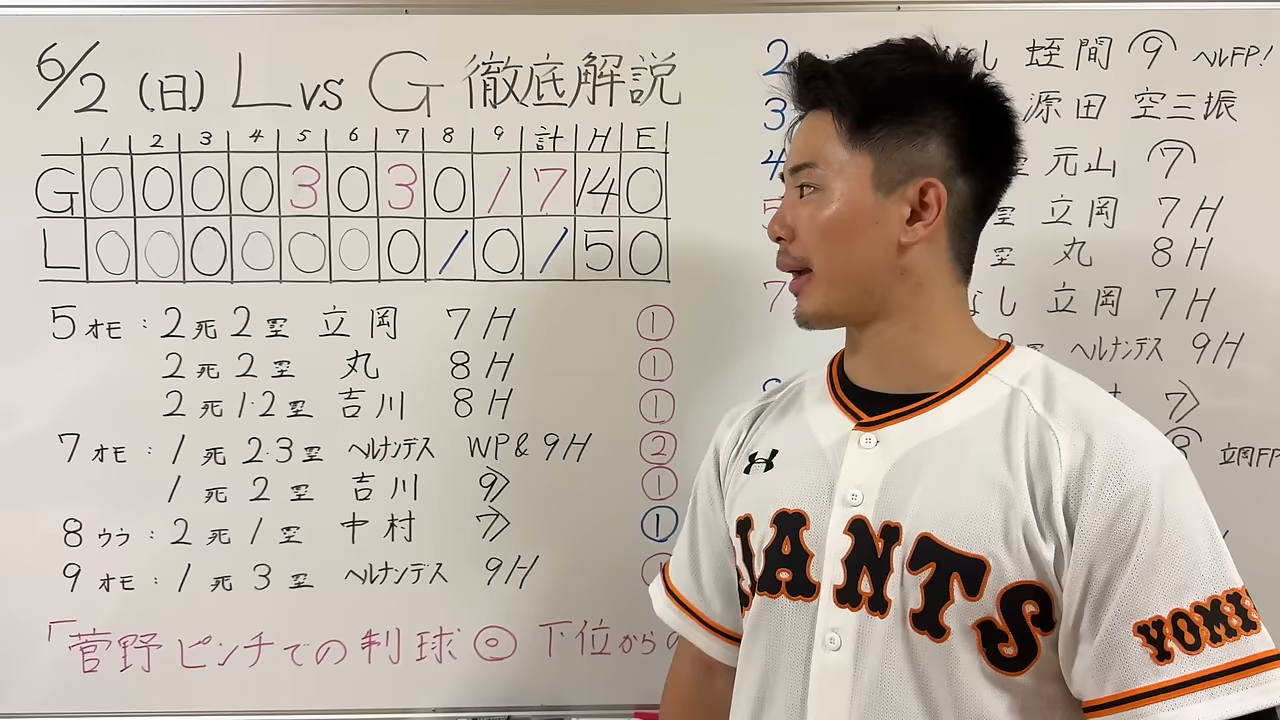 6/2 (日) L vs G 徹底解説
1 2 3 4 5 6 7 8 9 計 H E
G 0 0 0 0 3 0 3 0 1 7 14 0
L 0 0 0 0 0 0 0 1 0 1 5 0
5オモ:2死2塁 立岡 7H ①
2死2塁 丸 8H ①
2死1・2塁 吉川 8H ①
7オモ:1死2・3塁 ヘルナンデス WP&9H ②
1死2塁 吉川 9> ①
8ウラ:2死1塁 中村 7> ①
9オモ:1死3塁 ヘルナンデス 9H
「菅野ピンチでの判球◎ 下位から
2 し 蛭間 9 ヘルFP!
3 源田 空三振
4 元山 7
5 塁 立岡 7H
塁 丸 8H
7 なし 立岡 7H
ヘルナンデス 9H
7>
8 立岡FP
GIANTS
YOMI